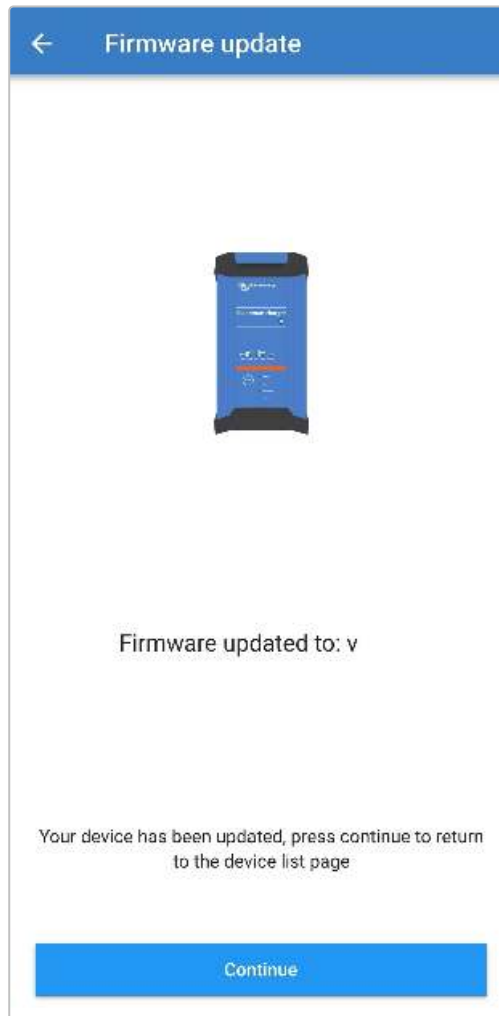 Firmware update
Firmware updated to: v
Your device has been updated, press continue to return
to the device list page
Continue